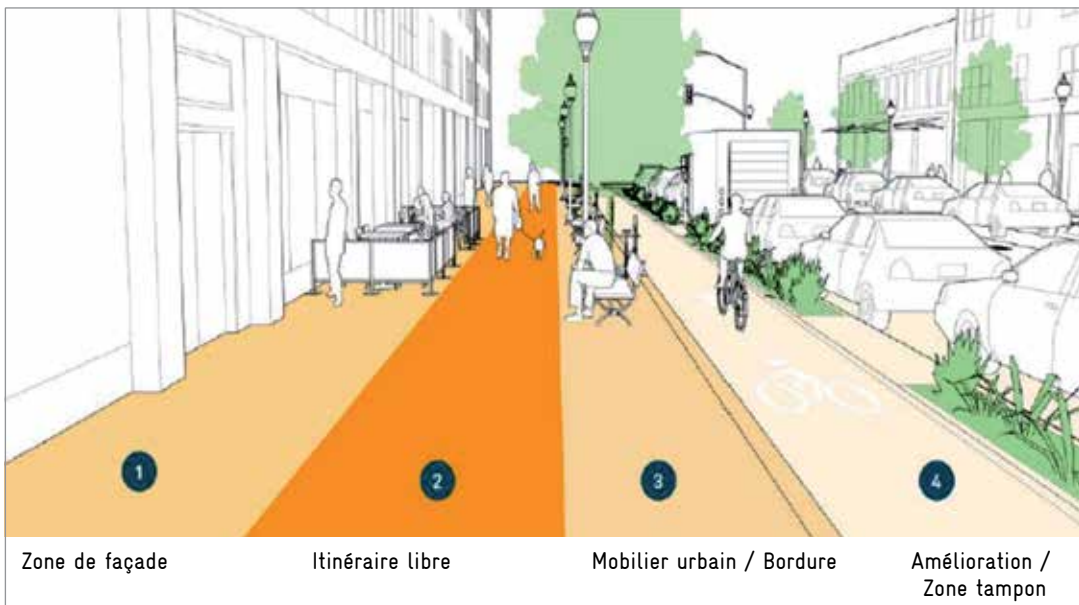 1
2
3
4
Zone de façade
Itinéraire libre
Mobilier urbain / Bordure
Amélioration /
Zone tampon